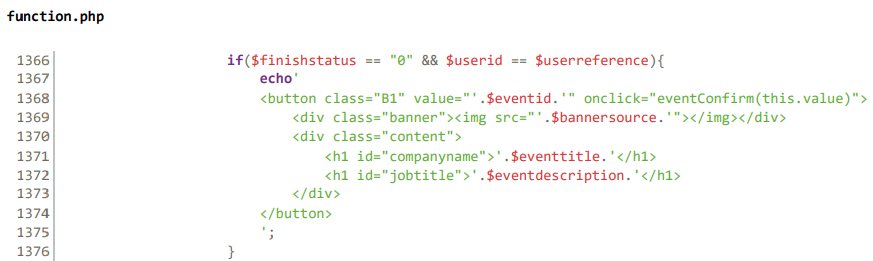 function.php
1366 if($finishstatus == "0" && $userid == $userreference){
1367 echo'
1368 <button class="B1" value="'.$eventid.'" onclick="eventConfirm(this.value)">
1369 <div class="banner"><img src="'.$bannersource.'"></img></div>
1370 <div class="content">
1371 <h1 id="companyname">'.$eventtitle.'</h1>
1372 <h1 id="jobtitle">'.$eventdescription.'</h1>
1373 </div>
1374 </button>
1375 ';
1376 }